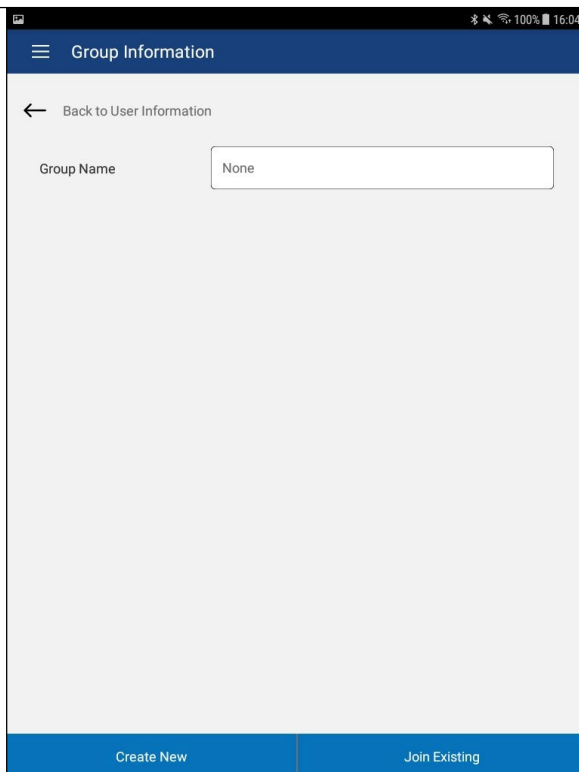 100% 16:04
Group Information
Back to User Information
Group Name None
Create New Join Existing